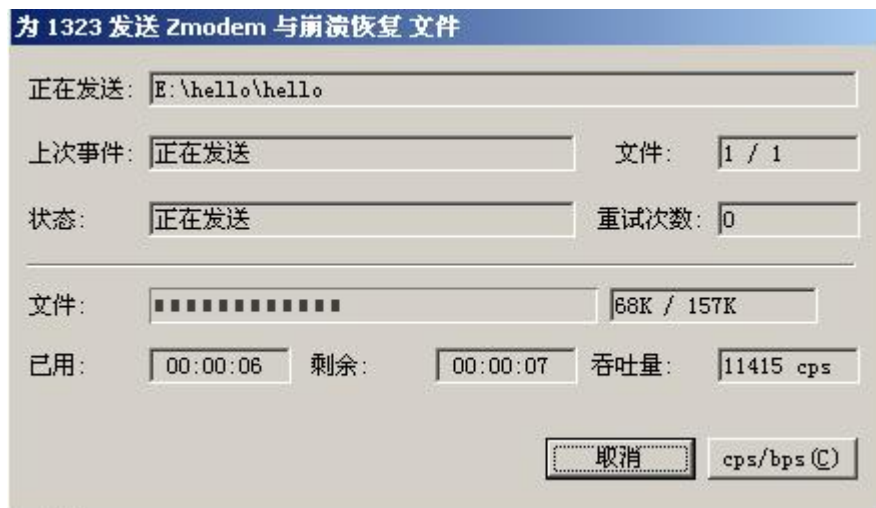 为 1323 发送 Zmodem 与崩溃恢复 文件
正在发送: E:\hello\hello
上次事件: 正在发送 文件: 1 / 1
状态: 正在发送 重试次数: 0
文件: 68K / 157K
已用: 00:00:06 剩余: 00:00:07 吞吐量: 11415 cps
取消 cps/bps(C)